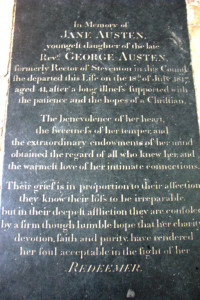 In Memory of
JANE AUSTEN,
youngest daughter of the late
Revd GEORGE AUSTEN,
formerly Rector of Steventon in this County
she departed this Life on the 18th of July 1817,
aged 41, after a long illness supported with
the patience and the hopes of a Christian.
The benevolence of her heart,
the sweetness of her temper, and
the extraordinary endowments of her mind
obtained the regard of all who knew her, and
the warmest love of her intimate connections.
Their grief is in proportion to their affection
they know their loss to be irreparable,
but in their deepest affliction they are consoled
by a firm though humble hope that her charity,
devotion, faith and purity, have rendered
her soul acceptable in the sight of her
REDEEMER.